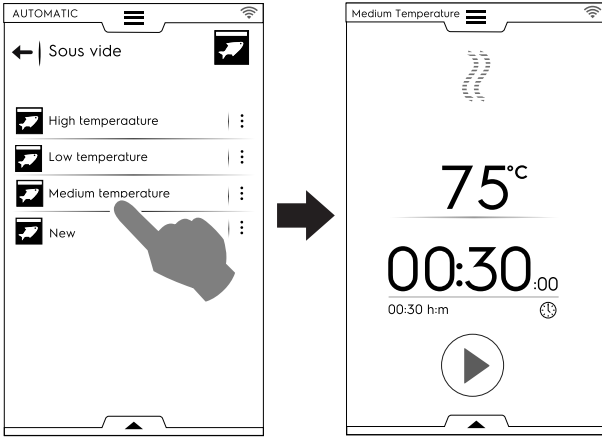 AUTOMATIC
Sous vide
High temperaature
Low temperature
Medium temperature
New
Medium Temperature
75°C
00:30:00
00:30 h:m